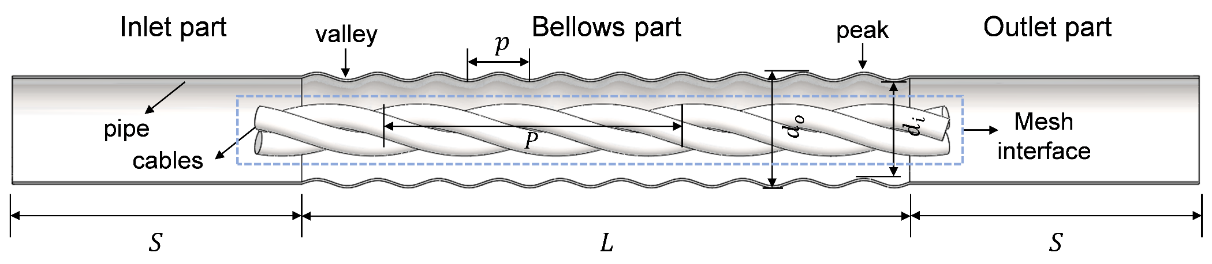 Inlet part
Bellows part
Outlet part
valley
p
peak
pipe
cables
P
d_o
d_i
Mesh
interface
S
L
S